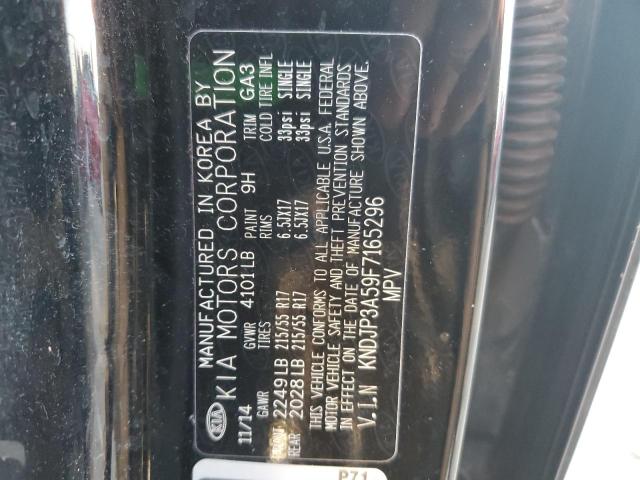 KIA
MANUFACTURED IN KOREA BY
KIA MOTORS CORPORATION
11/14 GVWR 4101LB PAINT 9H TRIM GA3
GAWR TIRES RIMS COLD TIRE INFL
FRONT 2249LB 215/55 R17 6.5JX17 33psi SINGLE
REAR 2028LB 215/55 R17 6.5JX17 33psi SINGLE
THIS VEHICLE CONFORMS TO ALL APPLICABLE U.S.A. FEDERAL
MOTOR VEHICLE SAFETY AND THEFT PREVENTION STANDARDS
IN EFFECT ON THE DATE OF MANUFACTURE SHOWN ABOVE.
V.I.N KNDJP3A59F7165296
MPV
P71